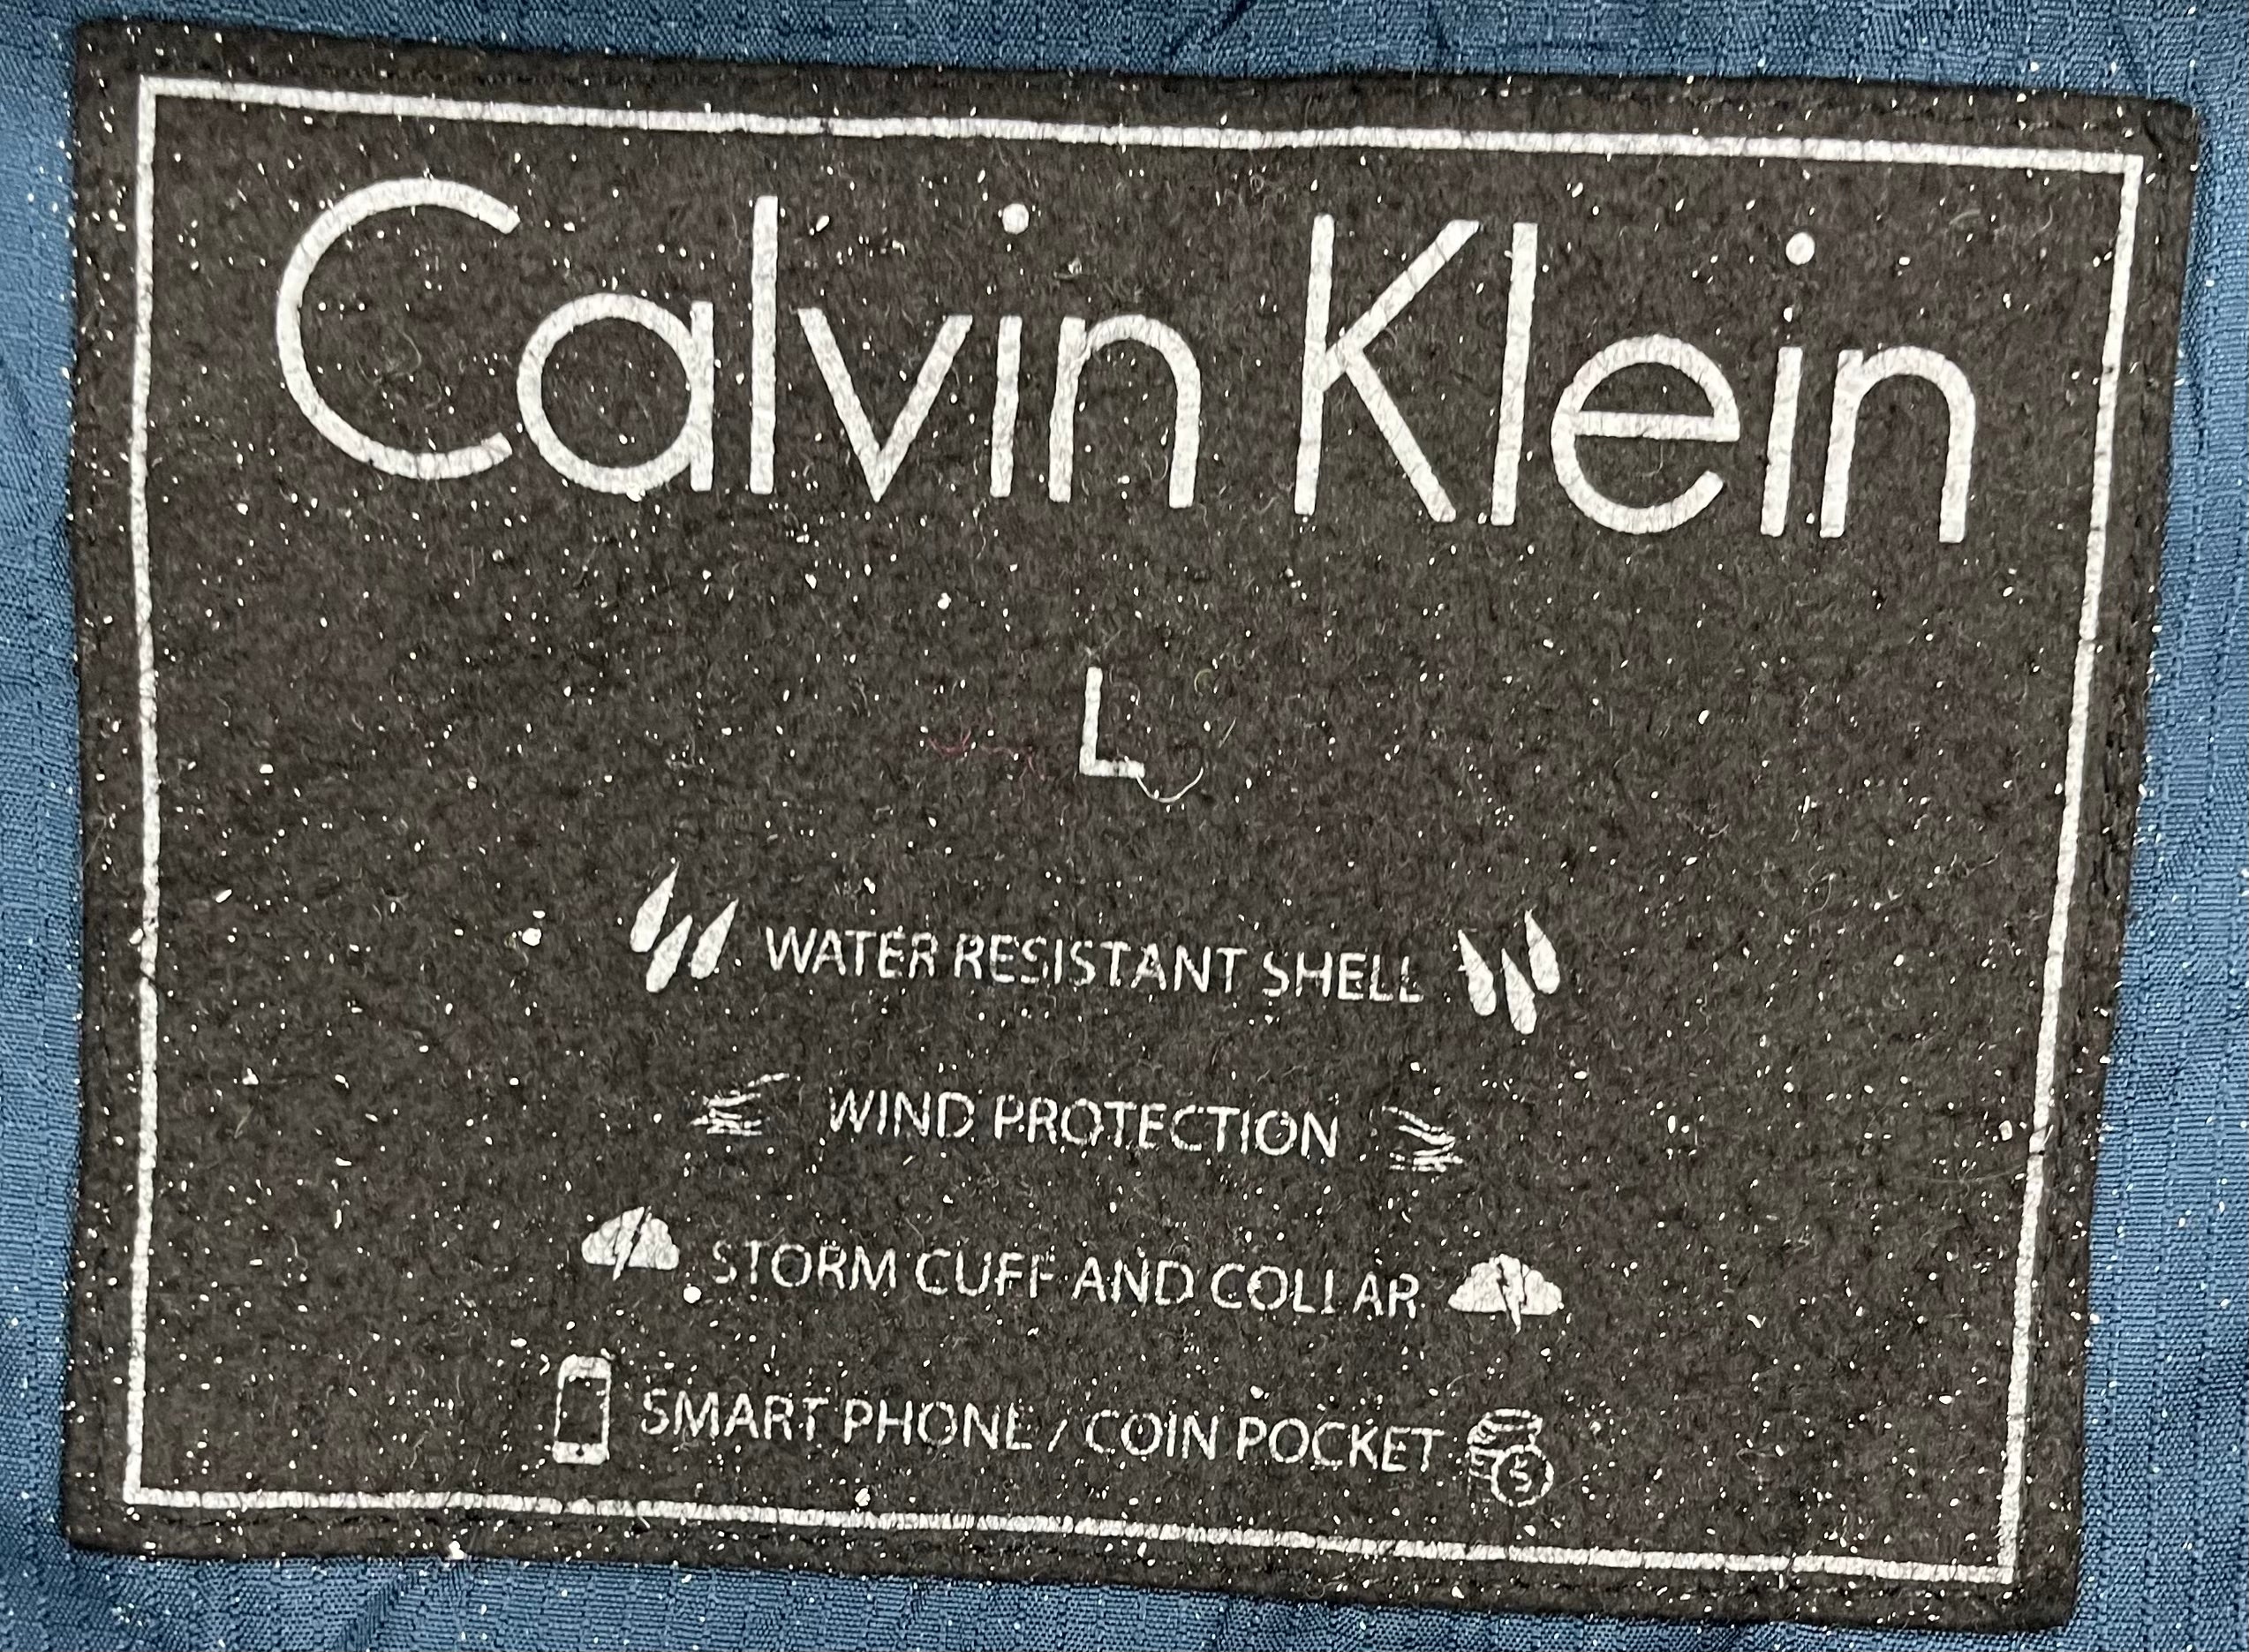 Calvin Klein
L
WATER RESISTANT SHELL
WIND PROTECTION
STORM CUFF AND COLLAR
SMART PHONE / COIN POCKET